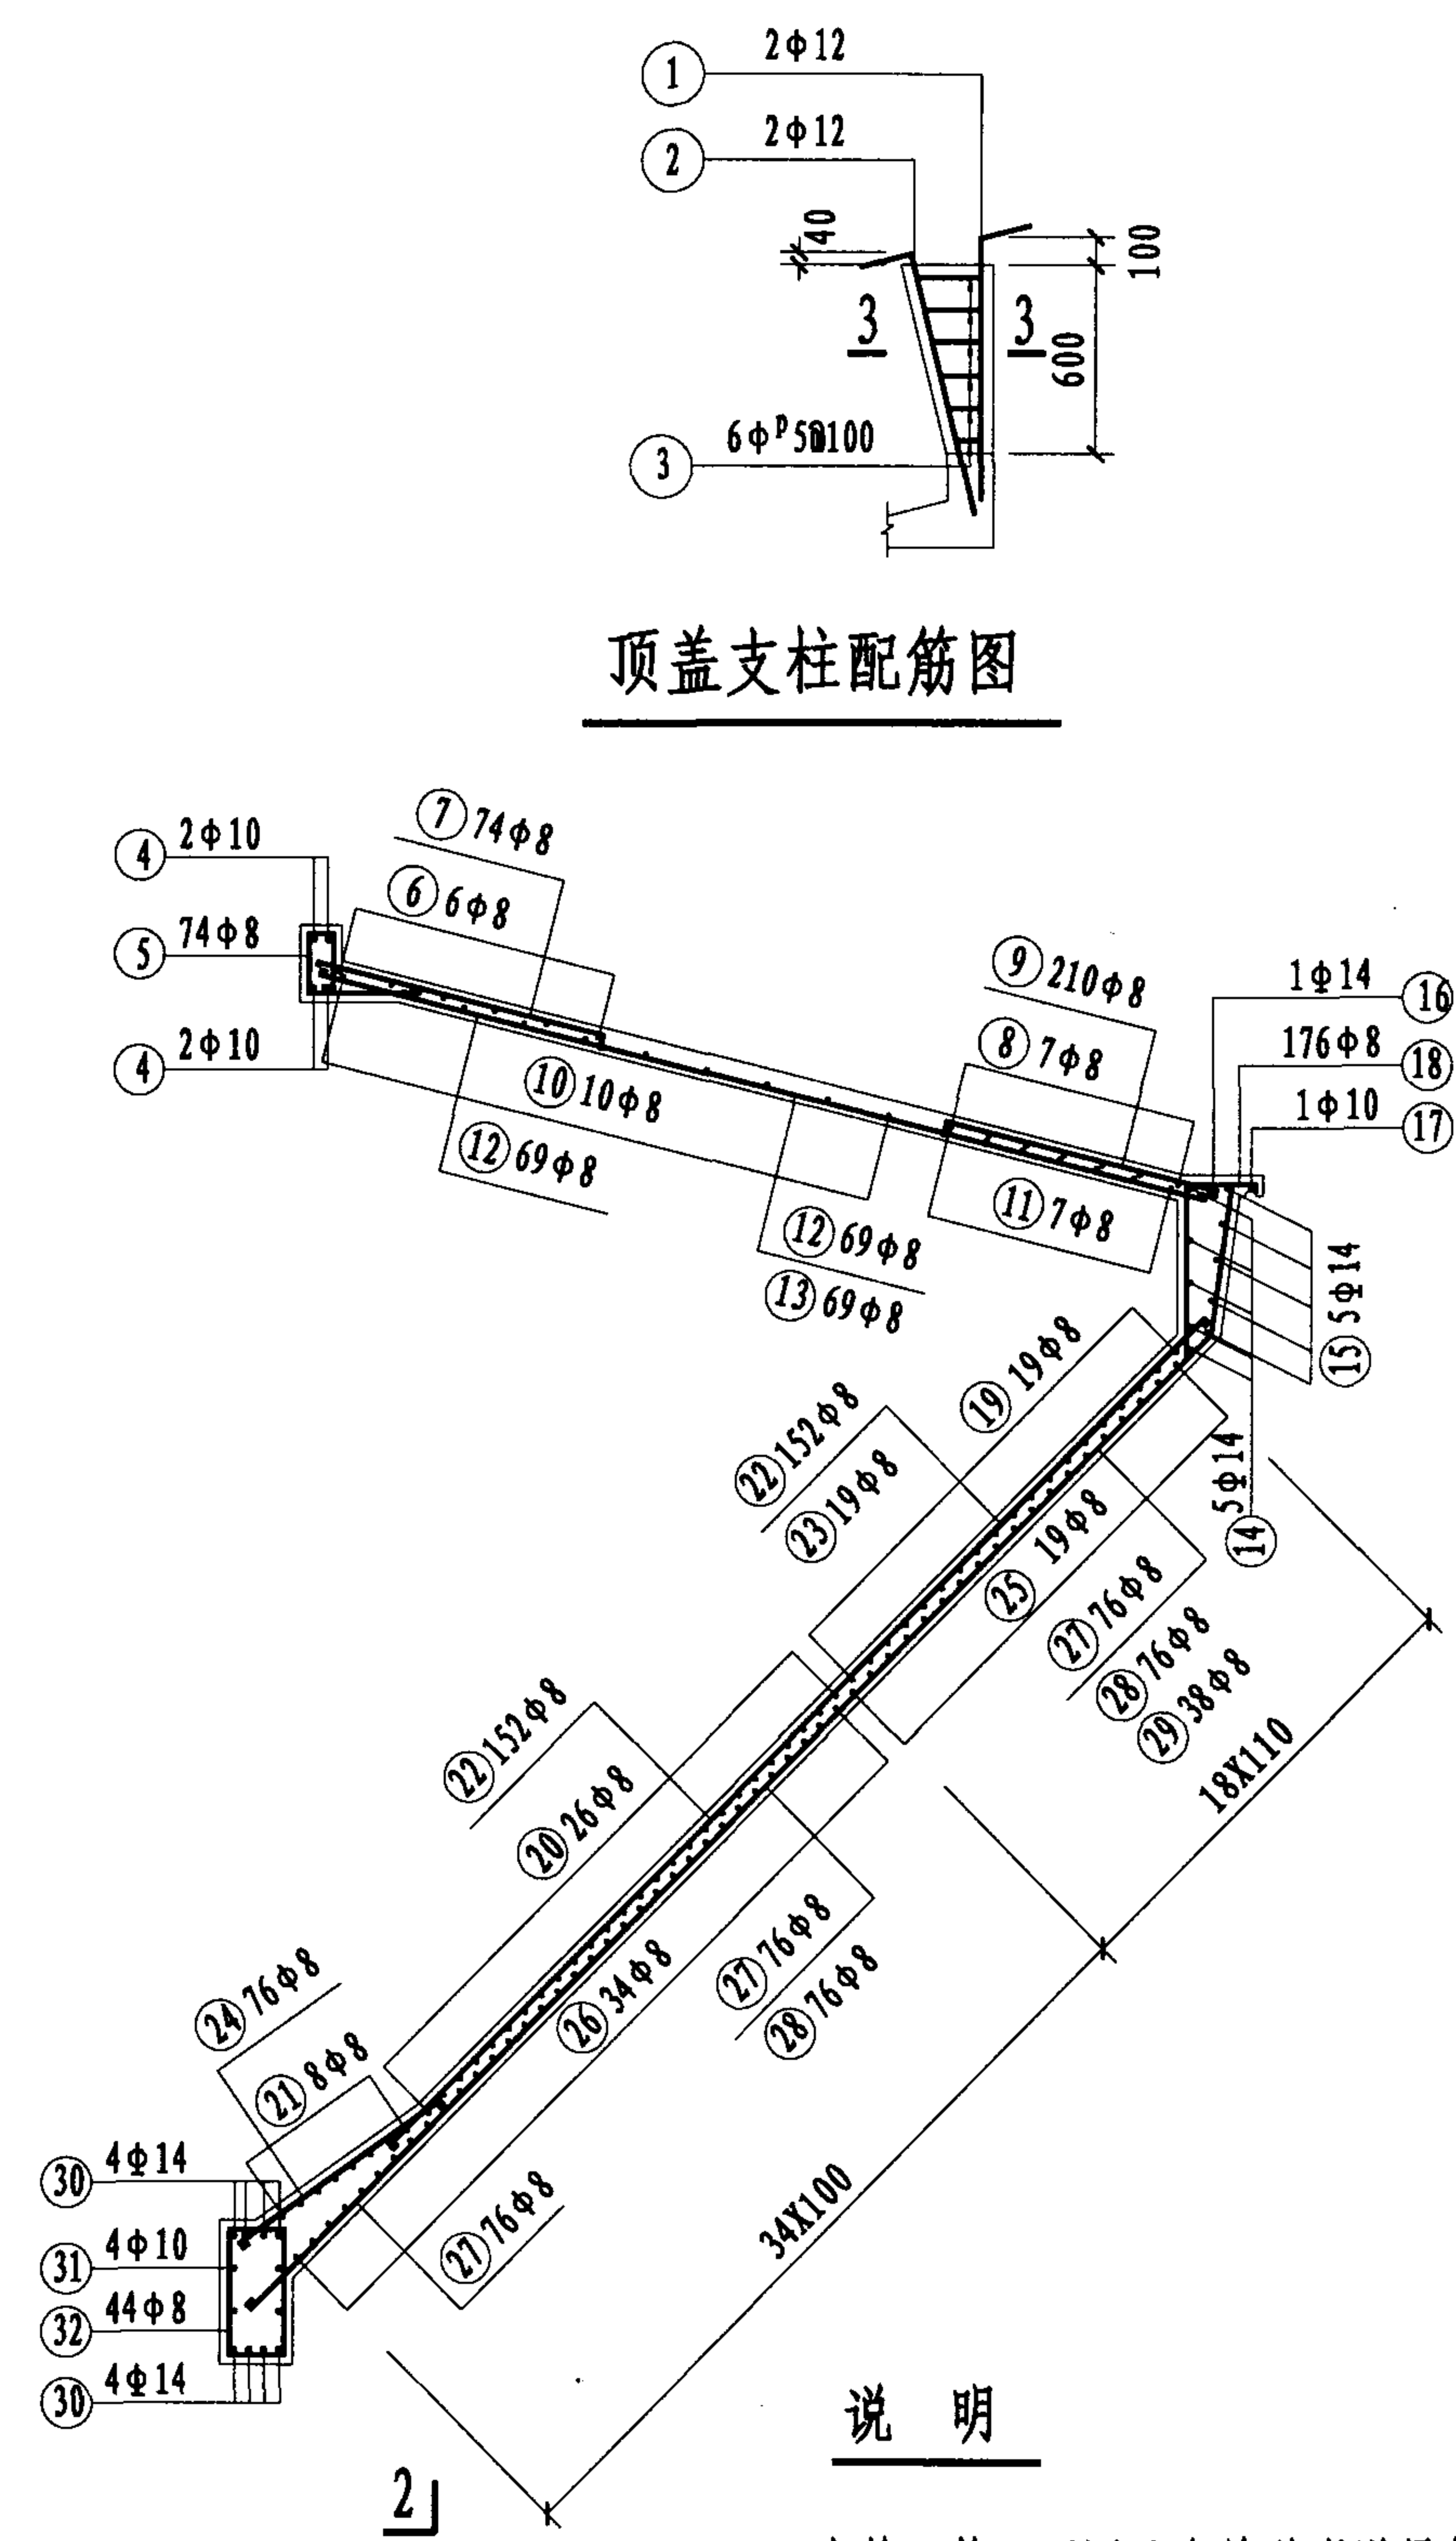 ① 2Φ12
② 2Φ12
40
100
3 3
600
③ 6Φᵖ5@100
顶盖支柱配筋图
⑦ 74Φ8
④ 2Φ10
⑥ 6Φ8
⑤ 74Φ8
⑨ 210Φ8
1Φ14 ⑯
⑧ 7Φ8
176Φ8 ⑱
④ 2Φ10
⑩ 10Φ8
1Φ10 ⑰
⑫ 69Φ8
⑪ 7Φ8
⑫ 69Φ8
⑬ 69Φ8
⑮ 5Φ14
⑲ 19Φ8
㉒ 152Φ8
㉓ 19Φ8
⑭ 5Φ14
㉕ 19Φ8
㉗ 76Φ8
㉘ 76Φ8
㉙ 38Φ8
18X110
㉒ 152Φ8
⑳ 26Φ8
㉗ 76Φ8
㉘ 76Φ8
㉖ 34Φ8
㉔ 76Φ8
㉑ 8Φ8
㉗ 76Φ8
34X100
㉚ 4Φ14
㉛ 4Φ10
㉜ 44Φ8
㉚ 4Φ14
说 明
2